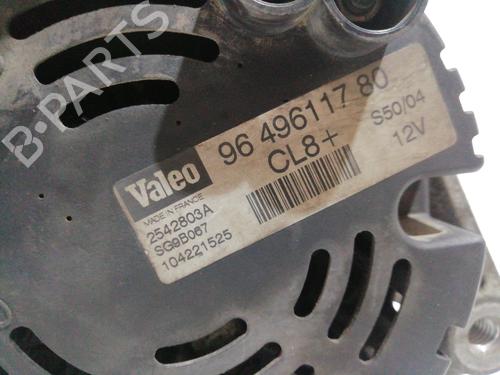 B-PARTS
Valeo
MADE IN FRANCE
96 496117 80
CL8+
S50/04
12V
2542803A
SG9B067
104221525